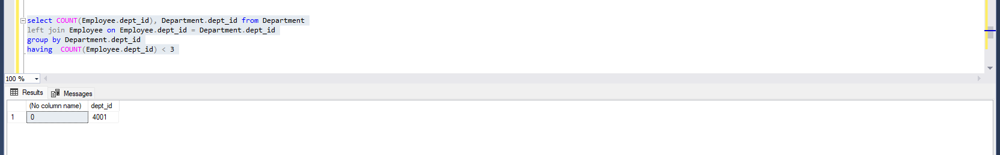 select COUNT(Employee.dept_id), Department.dept_id from Department
left join Employee on Employee.dept_id = Department.dept_id
group by Department.dept_id
having  COUNT(Employee.dept_id) < 3
100 %
Results Messages
(No column name) dept_id
1 0 4001